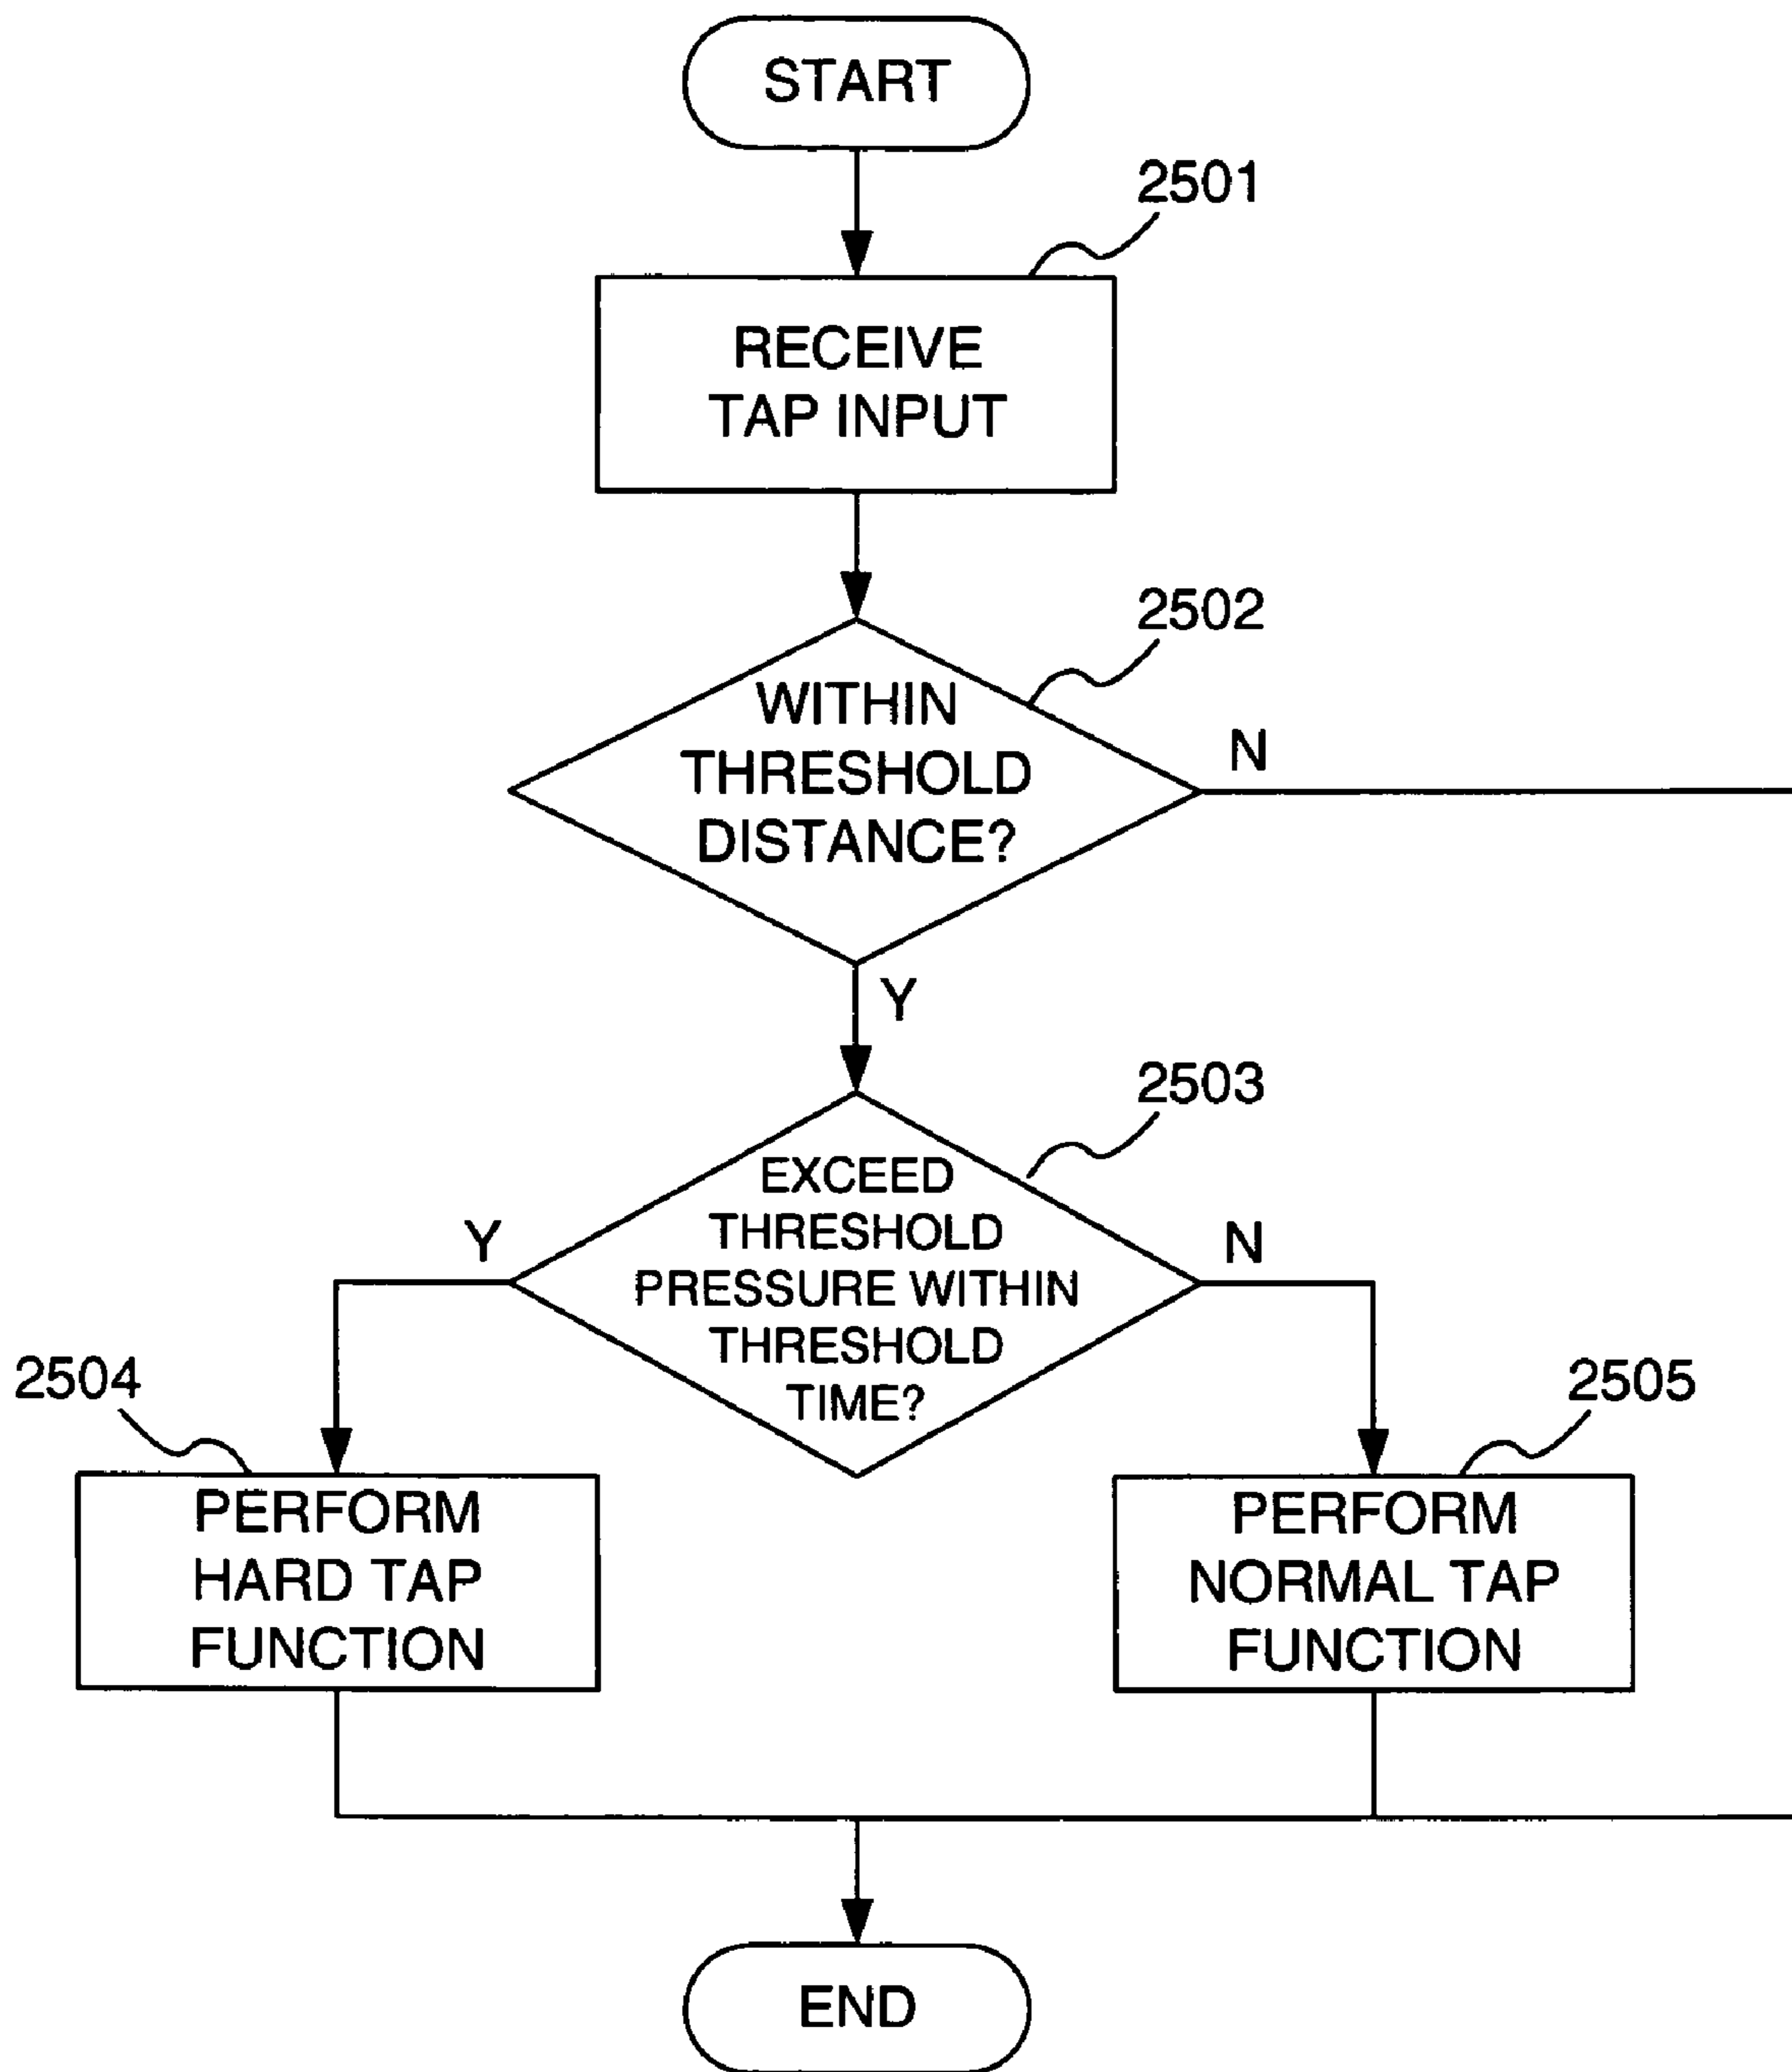 START
2501
RECEIVE
TAP INPUT
2502
WITHIN
THRESHOLD
DISTANCE?
N
Y
2503
EXCEED
THRESHOLD
PRESSURE WITHIN
THRESHOLD
TIME?
Y
N
2504
2505
PERFORM
HARD TAP
FUNCTION
PERFORM
NORMAL TAP
FUNCTION
END